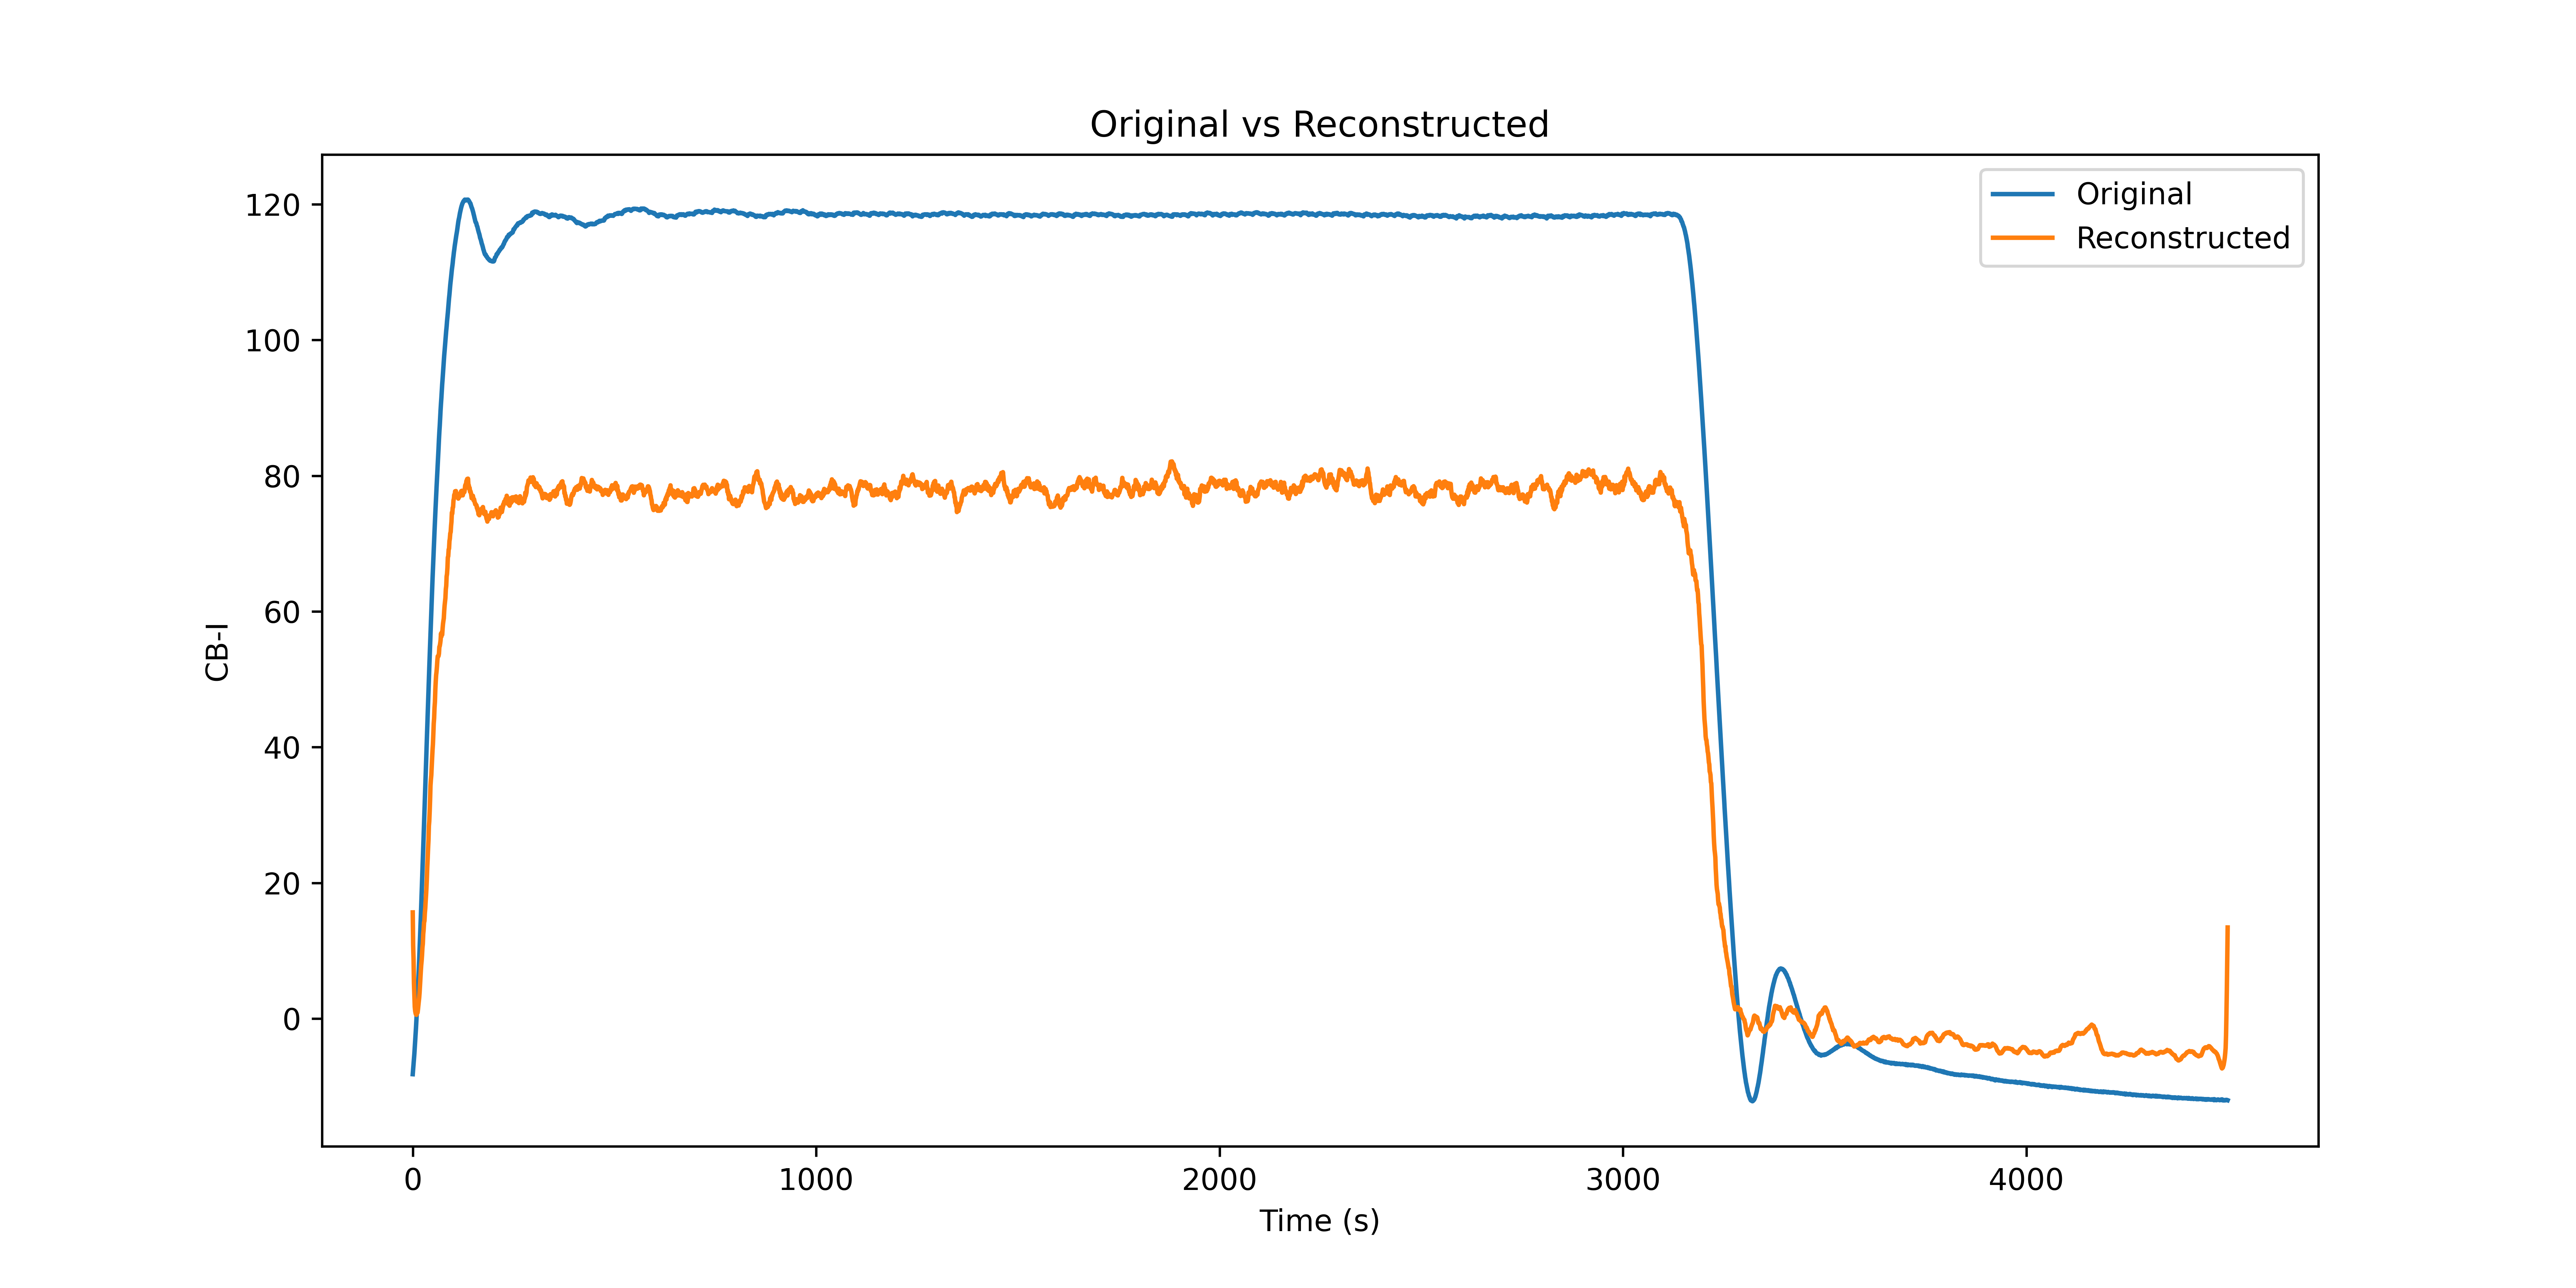 Original vs Reconstructed
Original
Reconstructed
120
100
80
60
40
20
0
CB-I
0 1000 2000 3000 4000
Time (s)